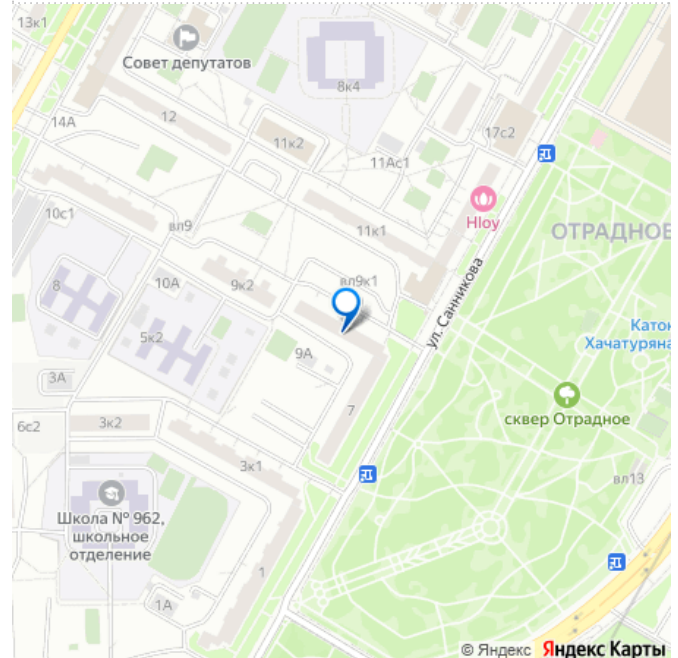 13к1
Совет депутатов
8к4
14А
12
11к2
17с2
11Ас1
Hloy
10с1
вл9
11к1
ОТРАДНОЕ
ул. Санникова
8
10А
9к2
вл9к1
5к2
Каток
Хачатуряна
9А
3А
7
сквер Отрадное
6с2
3к2
3к1
вл13
Школа № 962,
школьное
отделение
1
1А
© Яндекс Яндекс Карты